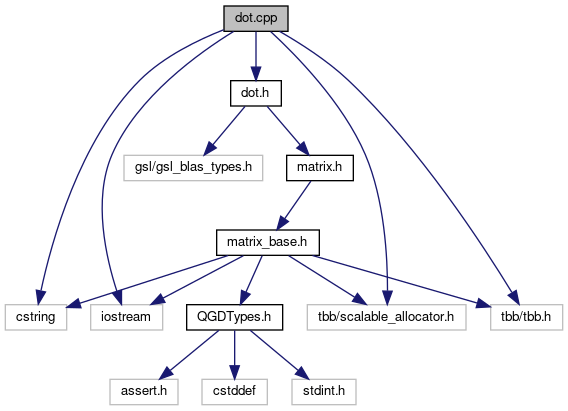 dot.cpp
dot.h
gsl/gsl_blas_types.h
matrix.h
matrix_base.h
cstring
iostream
QGDTypes.h
tbb/scalable_allocator.h
tbb/tbb.h
assert.h
cstddef
stdint.h